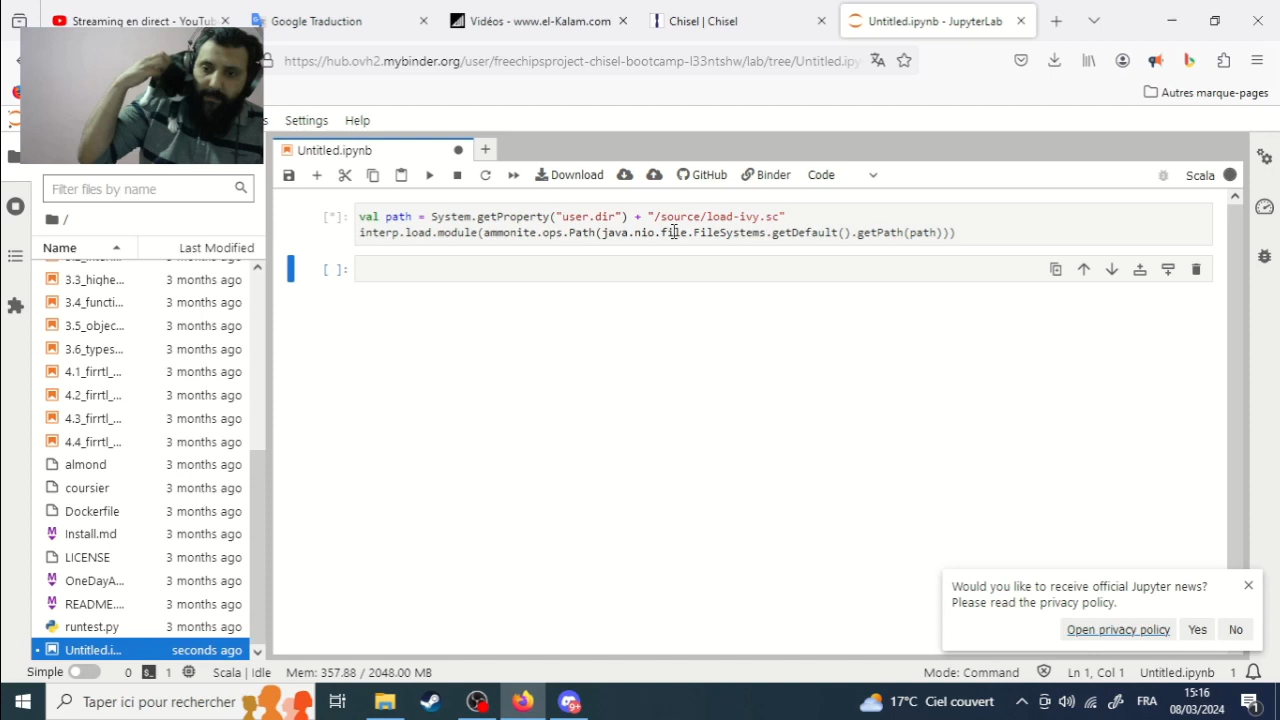 Streaming en direct - YouTub
Google Traduction
Vidéos - www.el-Kalam.com
Chisel | Chisel
Untitled.ipynb - JupyterLab
https://hub.ovh2.mybinder.org/user/freechipsproject-chisel-bootcamp-l33ntshw/lab/tree/Untitled.ipy
Autres marque-pages
Settings
Help
Untitled.ipynb
Download
GitHub
Binder
Code
Scala
Filter files by name
/
Name
Last Modified
3.3_highe...
3 months ago
3.4_functi...
3 months ago
3.5_objec...
3 months ago
3.6_types...
3 months ago
4.1_firrtl_...
3 months ago
4.2_firrtl_...
3 months ago
4.3_firrtl_...
3 months ago
4.4_firrtl_...
3 months ago
almond
3 months ago
coursier
3 months ago
Dockerfile
3 months ago
Install.md
3 months ago
LICENSE
3 months ago
OneDayA...
3 months ago
README....
3 months ago
runtest.py
3 months ago
Untitled.i...
seconds ago
[*]:
val path = System.getProperty("user.dir") + "/source/load-ivy.sc"
interp.load.module(ammonite.ops.Path(java.nio.file.FileSystems.getDefault().getPath(path)))
[ ]:
Would you like to receive official Jupyter news?
Please read the privacy policy.
Open privacy policy
Yes
No
Simple
0
1
Scala | Idle
Mem: 357.88 / 2048.00 MB
Mode: Command
Ln 1, Col 1
Untitled.ipynb
1
Taper ici pour rechercher
9+
17°C Ciel couvert
FRA
15:16
08/03/2024
1